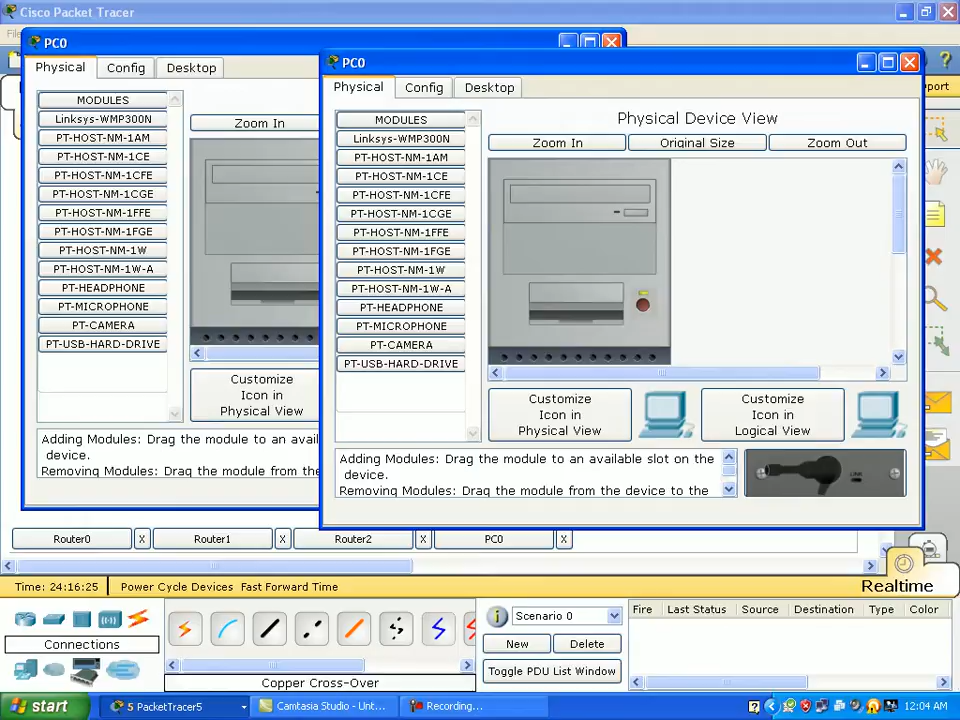 Cisco Packet Tracer
PC0
Physical
Config
Desktop
MODULES
Linksys-WMP300N
PT-HOST-NM-1AM
PT-HOST-NM-1CE
PT-HOST-NM-1CFE
PT-HOST-NM-1CGE
PT-HOST-NM-1FFE
PT-HOST-NM-1FGE
PT-HOST-NM-1W
PT-HOST-NM-1W-A
PT-HEADPHONE
PT-MICROPHONE
PT-CAMERA
PT-USB-HARD-DRIVE
Zoom In
Customize
Icon in
Physical View
Adding Modules: Drag the module to an
device.
Removing Modules: Drag the module from the
PC0
Physical
Config
Desktop
MODULES
Linksys-WMP300N
PT-HOST-NM-1AM
PT-HOST-NM-1CE
PT-HOST-NM-1CFE
PT-HOST-NM-1CGE
PT-HOST-NM-1FFE
PT-HOST-NM-1FGE
PT-HOST-NM-1W
PT-HOST-NM-1W-A
PT-HEADPHONE
PT-MICROPHONE
PT-CAMERA
PT-USB-HARD-DRIVE
Physical Device View
Zoom In
Original Size
Zoom Out
Customize
Icon in
Physical View
Customize
Icon in
Logical View
Adding Modules: Drag the module to an available slot on the
device.
Removing Modules: Drag the module from the device to the
Router0
X
Router1
X
Router2
X
PC0
X
Time: 24:16:25
Power Cycle Devices Fast Forward Time
Realtime
Connections
Copper Cross-Over
Scenario 0
New
Delete
Toggle PDU List Window
Fire
Last Status
Source
Destination
Type
Color
start
5 PacketTracer5
Camtasia Studio - Unt...
Recording...
12:04 AM